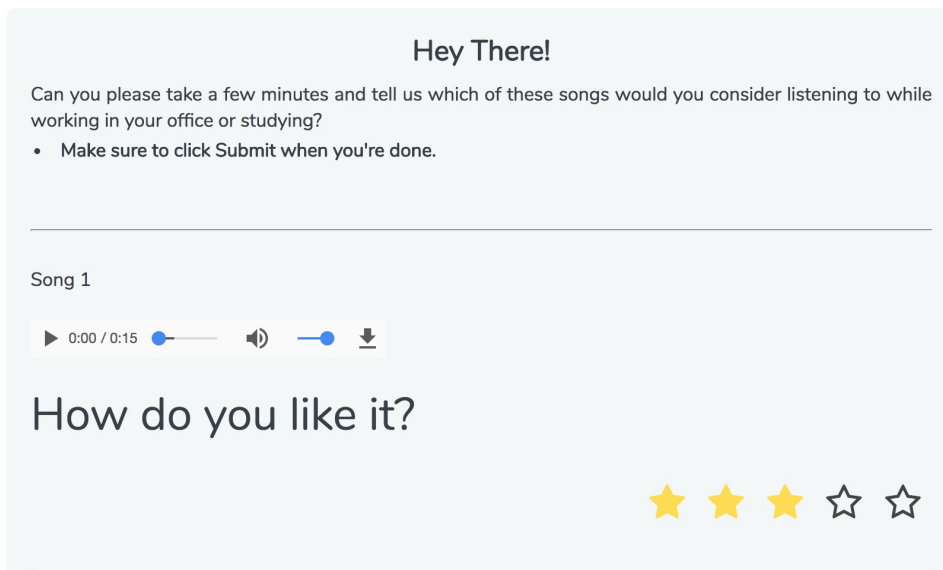 Hey There!
Can you please take a few minutes and tell us which of these songs would you consider listening to while
working in your office or studying?
• Make sure to click Submit when you're done.
Song 1
0:00 / 0:15
How do you like it?